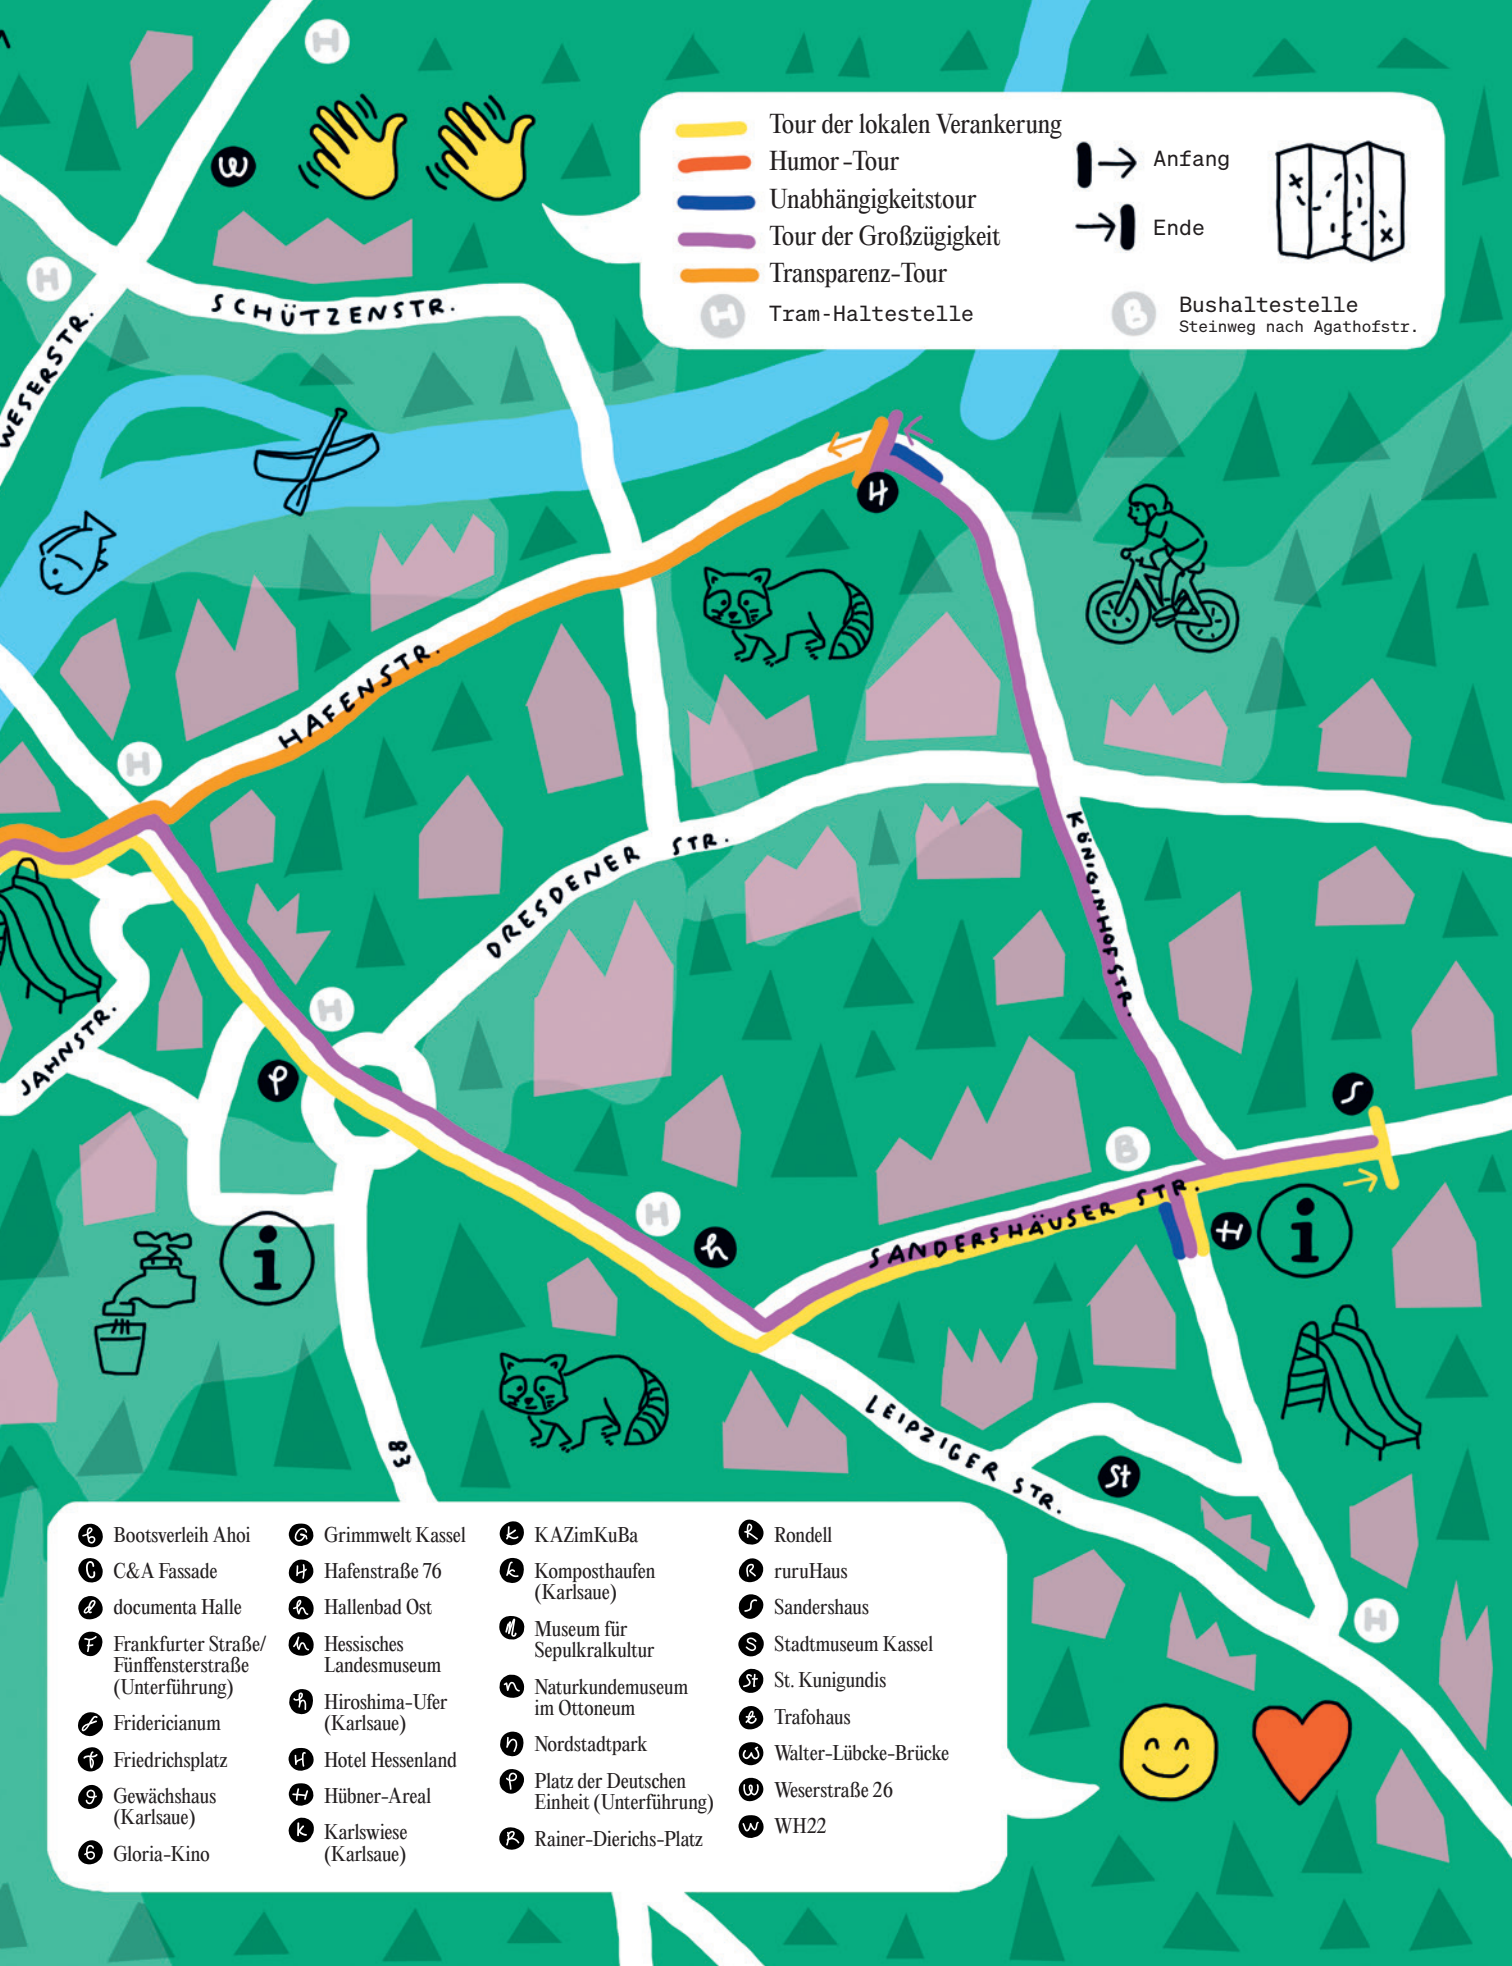 H
W
Tour der lokalen Verankerung
Humor-Tour
Unabhängigkeitstour
Tour der Großzügigkeit
Transparenz-Tour
H Tram-Haltestelle
Anfang
Ende
B Bushaltestelle
Steinweg nach Agathofstr.
H
SCHÜTZENSTR.
WESERSTR.
H
HAFENSTR.
H
DRESDENER STR.
KÖNIGINHOFSTR.
JAHNSTR.
H
P
S
B
H
h
SANDERSHÄUSER STR.
H
i
i
LEIPZIGER STR.
St
83
H
B Bootsverleih Ahoi
C C&A Fassade
d documenta Halle
F Frankfurter Straße/
Fünffensterstraße
(Unterführung)
f Fridericianum
f Friedrichsplatz
g Gewächshaus
(Karlsaue)
G Gloria-Kino
G Grimmwelt Kassel
H Hafenstraße 76
h Hallenbad Ost
h Hessisches
Landesmuseum
h Hiroshima-Ufer
(Karlsaue)
H Hotel Hessenland
H Hübner-Areal
K Karlswiese
(Karlsaue)
k KAZimKuBa
k Komposthaufen
(Karlsaue)
M Museum für
Sepulkralkultur
n Naturkundemuseum
im Ottoneum
n Nordstadtpark
P Platz der Deutschen
Einheit (Unterführung)
R Rainer-Dierichs-Platz
R Rondell
R ruruHaus
S Sandershaus
S Stadtmuseum Kassel
St St. Kunigundis
t Trafohaus
W Walter-Lübcke-Brücke
W Weserstraße 26
W WH22